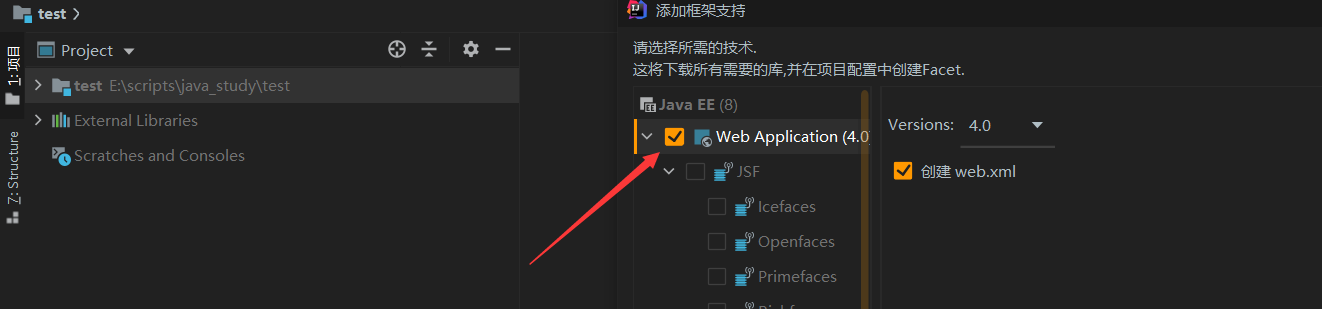 test
1: 项目
Z: Structure
Project
test E:\scripts\java_study\test
External Libraries
Scratches and Consoles
添加框架支持
请选择所需的技术.
这将下载所有需要的库,并在项目配置中创建Facet.
Java EE (8)
Web Application (4.0
JSF
Icefaces
Openfaces
Primefaces
Versions: 4.0
创建 web.xml